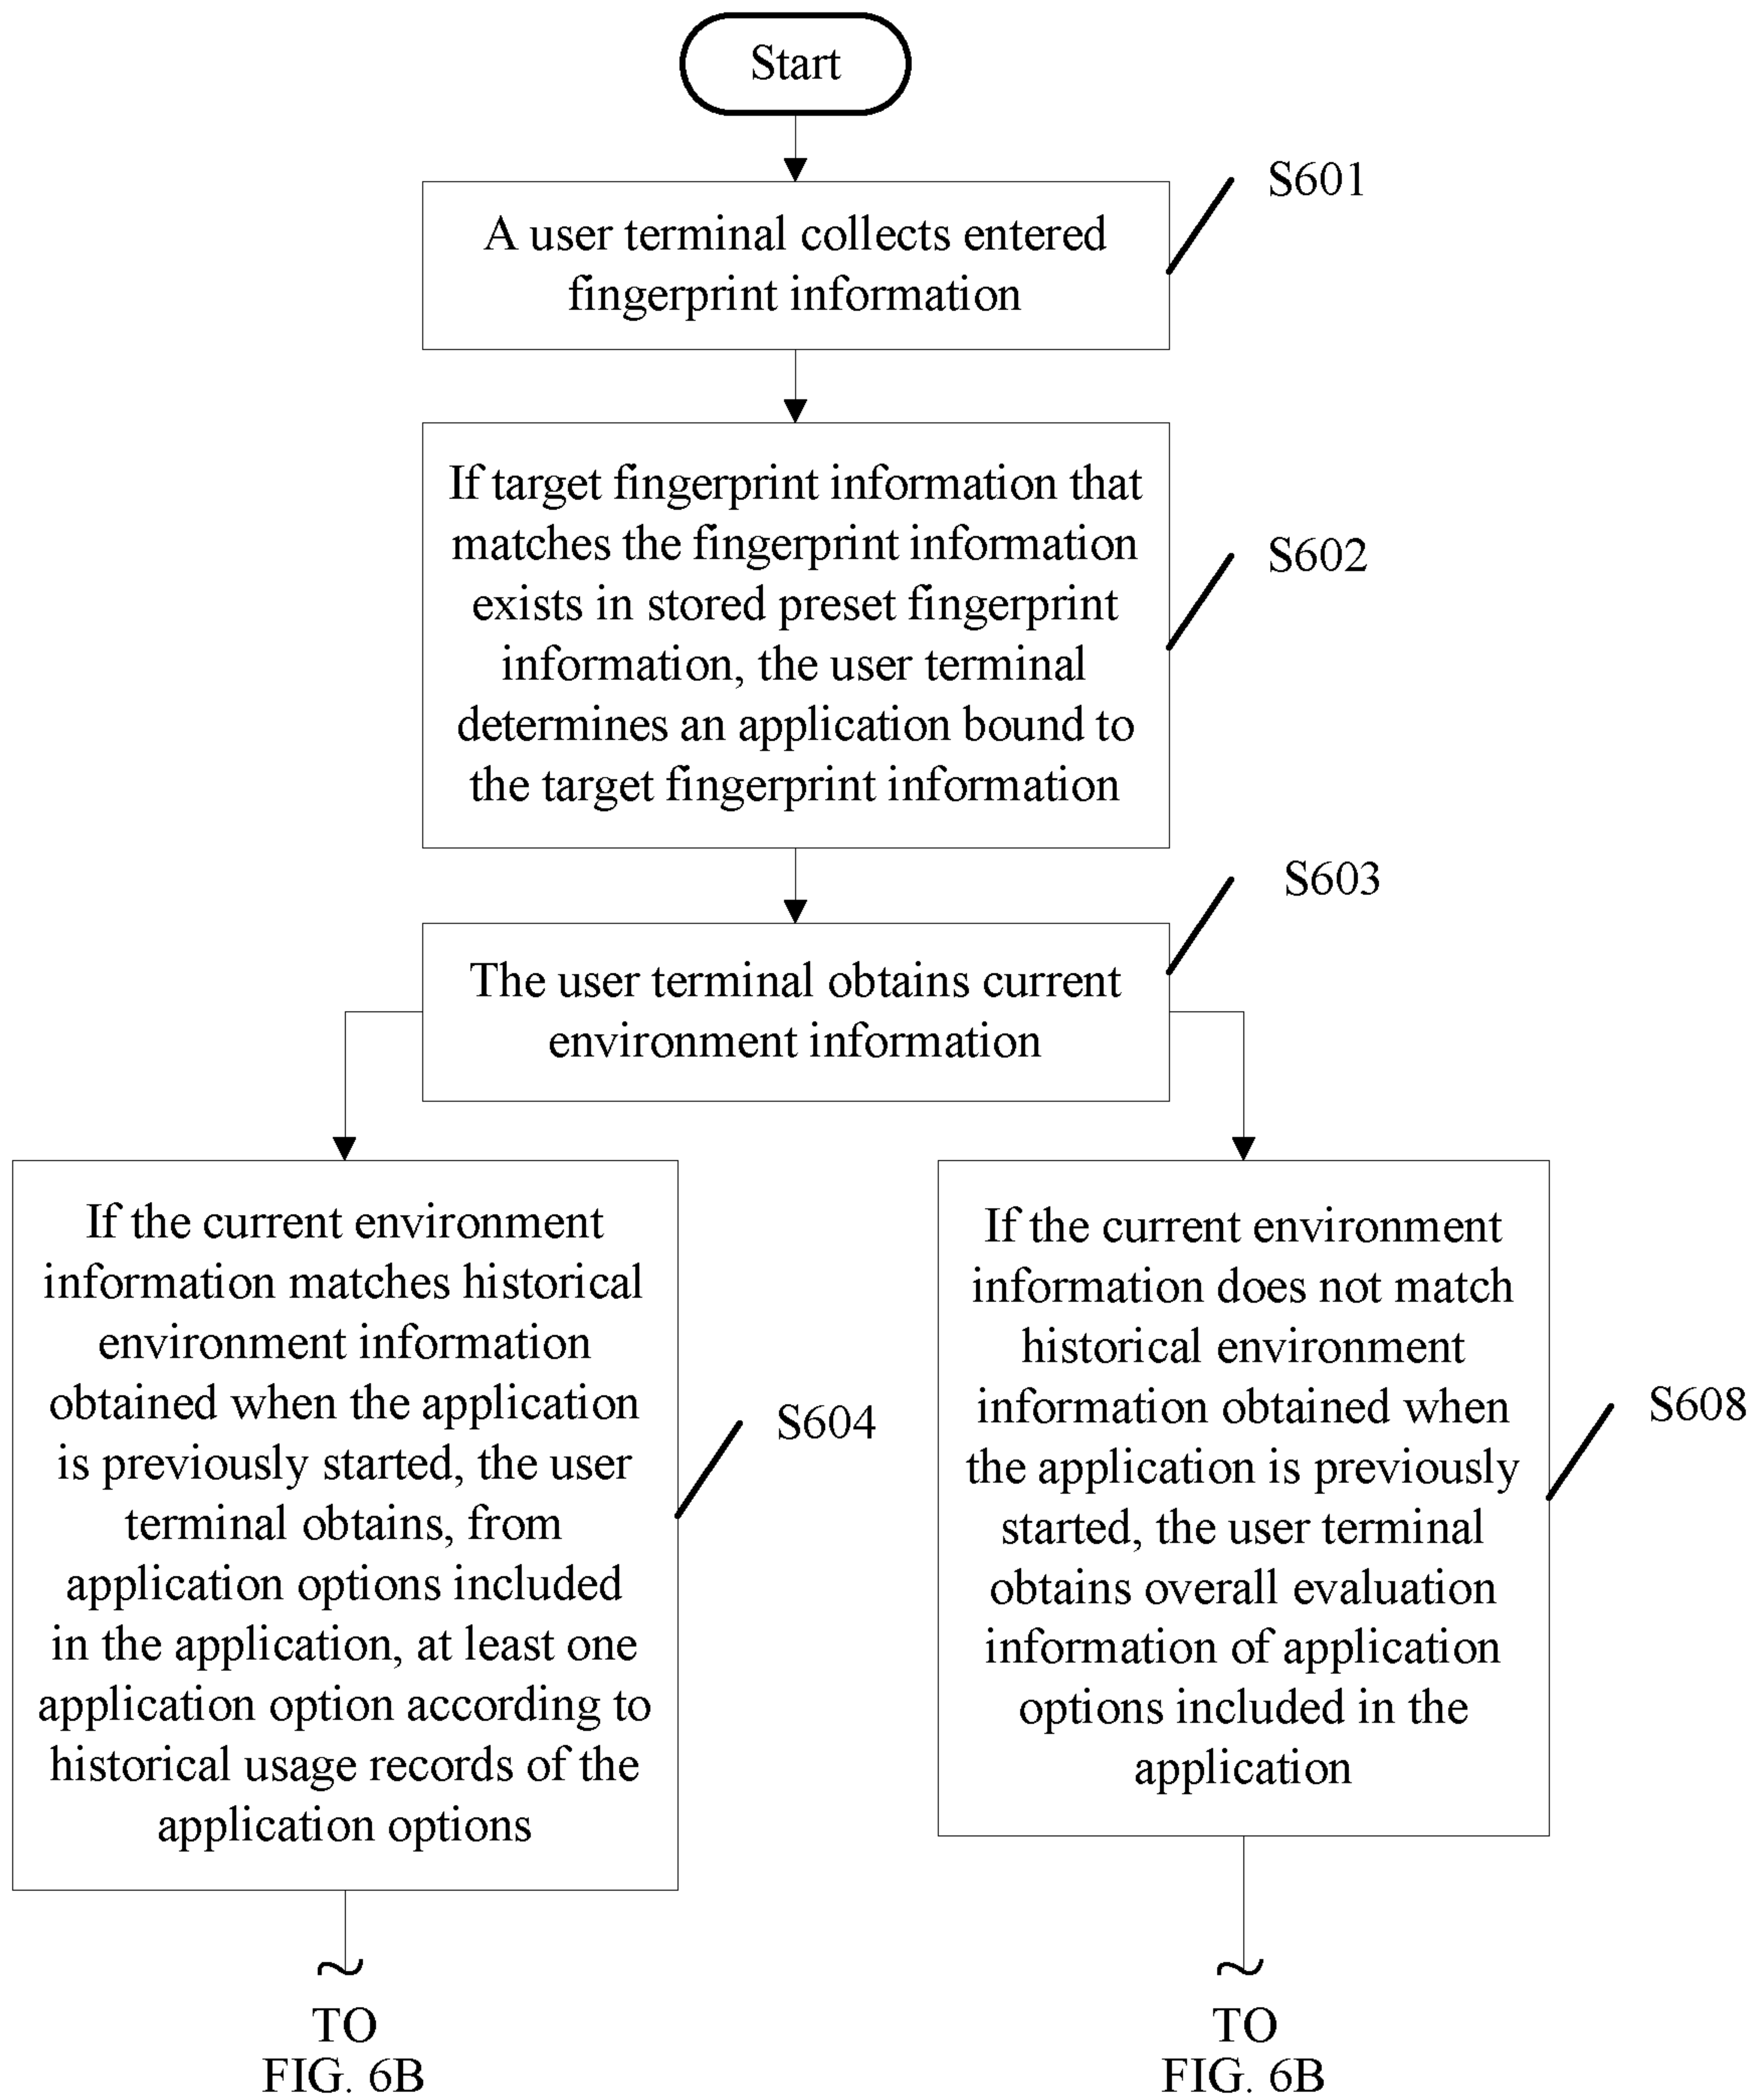 Start
S601
A user terminal collects entered
fingerprint information
If target fingerprint information that
matches the fingerprint information
exists in stored preset fingerprint
information, the user terminal
determines an application bound to
the target fingerprint information
S602
S603
The user terminal obtains current
environment information
If the current environment
information matches historical
environment information
obtained when the application
is previously started, the user
terminal obtains, from
application options included
in the application, at least one
application option according to
historical usage records of the
application options
S604
If the current environment
information does not match
historical environment
information obtained when
the application is previously
started, the user terminal
obtains overall evaluation
information of application
options included in the
application
S608
TO
FIG. 6B
TO
FIG. 6B